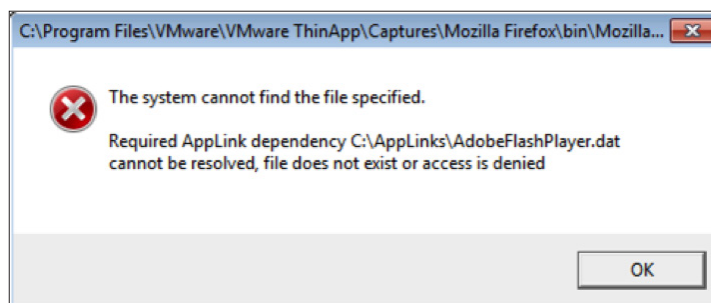 C:\Program Files\VMware\VMware ThinApp\Captures\Mozilla Firefox\bin\Mozilla...
The system cannot find the file specified.
Required AppLink dependency C:\AppLinks\AdobeFlashPlayer.dat
cannot be resolved, file does not exist or access is denied
OK